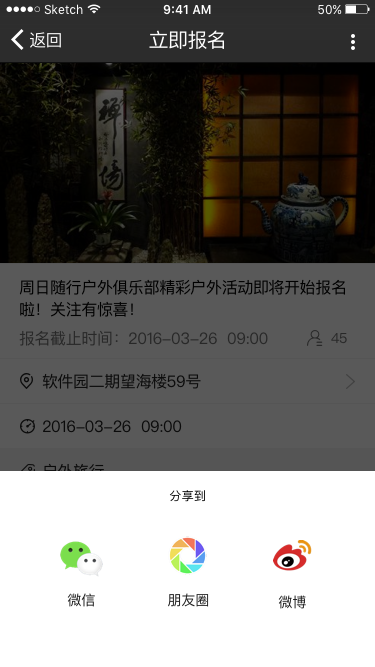 Sketch 9:41 AM 50%
返回 立即报名
禅
周日随行户外俱乐部精彩户外活动即将开始报名
啦！关注有惊喜！
报名截止时间：2016-03-26 09:00 45
软件园二期望海楼59号
2016-03-26 09:00
户外旅行
分享到
微信 朋友圈 微博